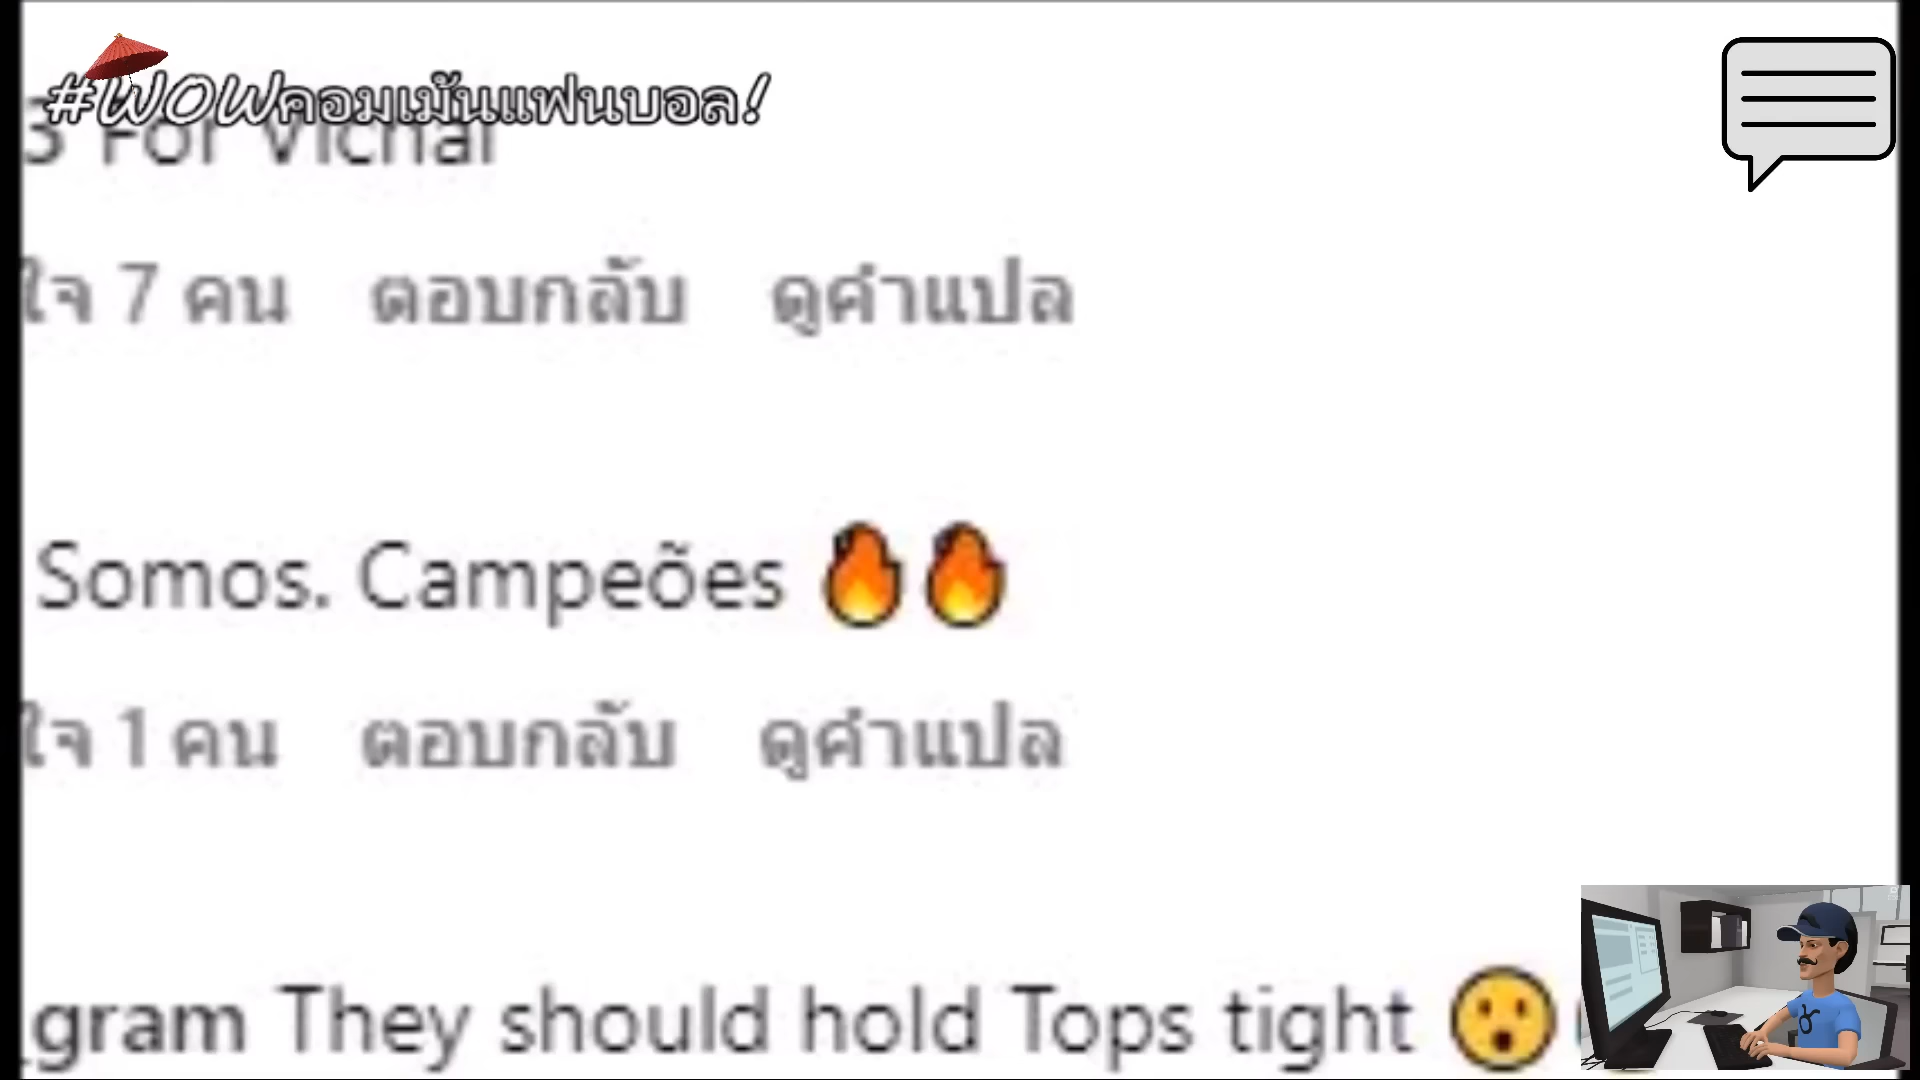 #WOWคอมเม้นแฟนบอล!
3 For Vichai
ใจ 7 คน ตอบกลับ ดูคำแปล
Somos. Campeões 🔥🔥
ใจ 1 คน ตอบกลับ ดูคำแปล
gram They should hold Tops tight 😮